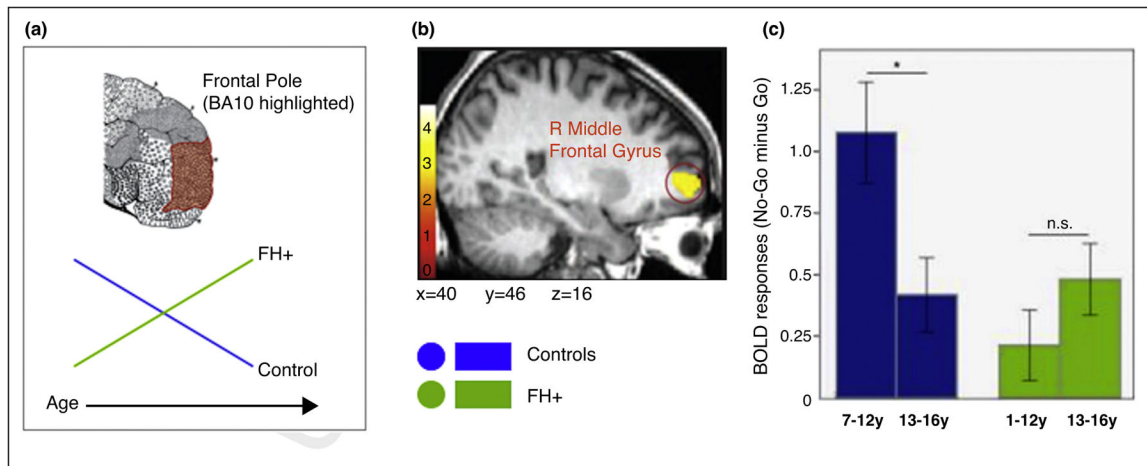 (a)
Frontal Pole
(BA10 highlighted)
FH+
Control
Age
(b)
4
3
2
1
0
R Middle
Frontal Gyrus
x=40 y=46 z=16
Controls
FH+
(c)
BOLD responses (No-Go minus Go)
1.25
1.0
0.75
0.5
0.25
0
*
n.s.
7-12y 13-16y 1-12y 13-16y